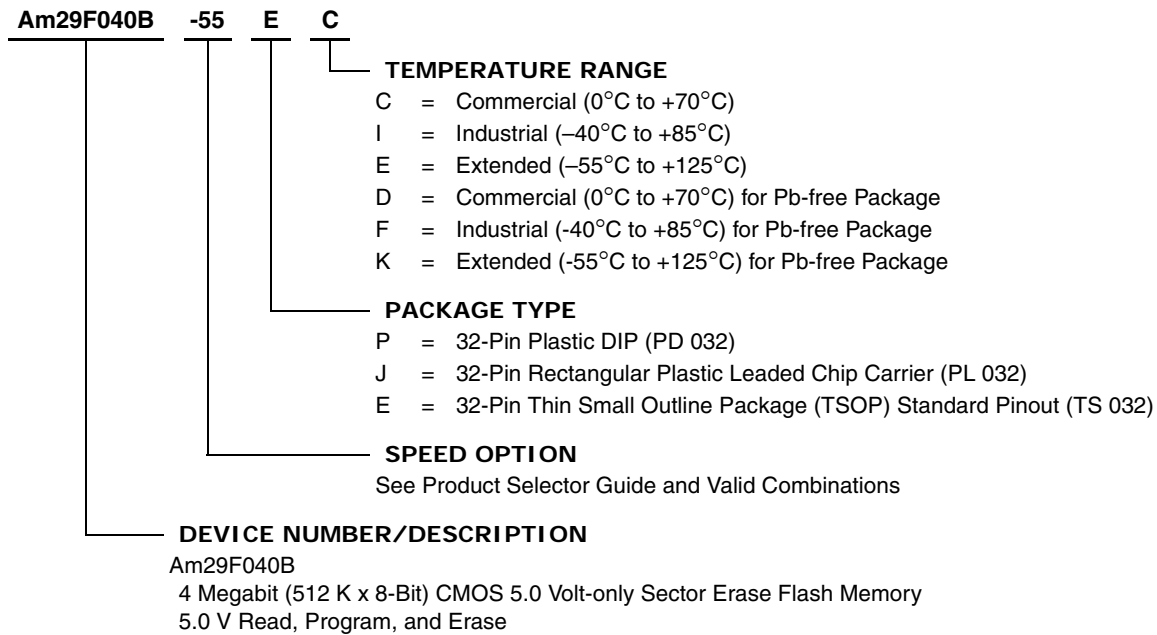 Am29F040B -55 E C
TEMPERATURE RANGE
C = Commercial (0°C to +70°C)
I = Industrial (–40°C to +85°C)
E = Extended (–55°C to +125°C)
D = Commercial (0°C to +70°C) for Pb-free Package
F = Industrial (-40°C to +85°C) for Pb-free Package
K = Extended (-55°C to +125°C) for Pb-free Package
PACKAGE TYPE
P = 32-Pin Plastic DIP (PD 032)
J = 32-Pin Rectangular Plastic Leaded Chip Carrier (PL 032)
E = 32-Pin Thin Small Outline Package (TSOP) Standard Pinout (TS 032)
SPEED OPTION
See Product Selector Guide and Valid Combinations
DEVICE NUMBER/DESCRIPTION
Am29F040B
4 Megabit (512 K x 8-Bit) CMOS 5.0 Volt-only Sector Erase Flash Memory
5.0 V Read, Program, and Erase